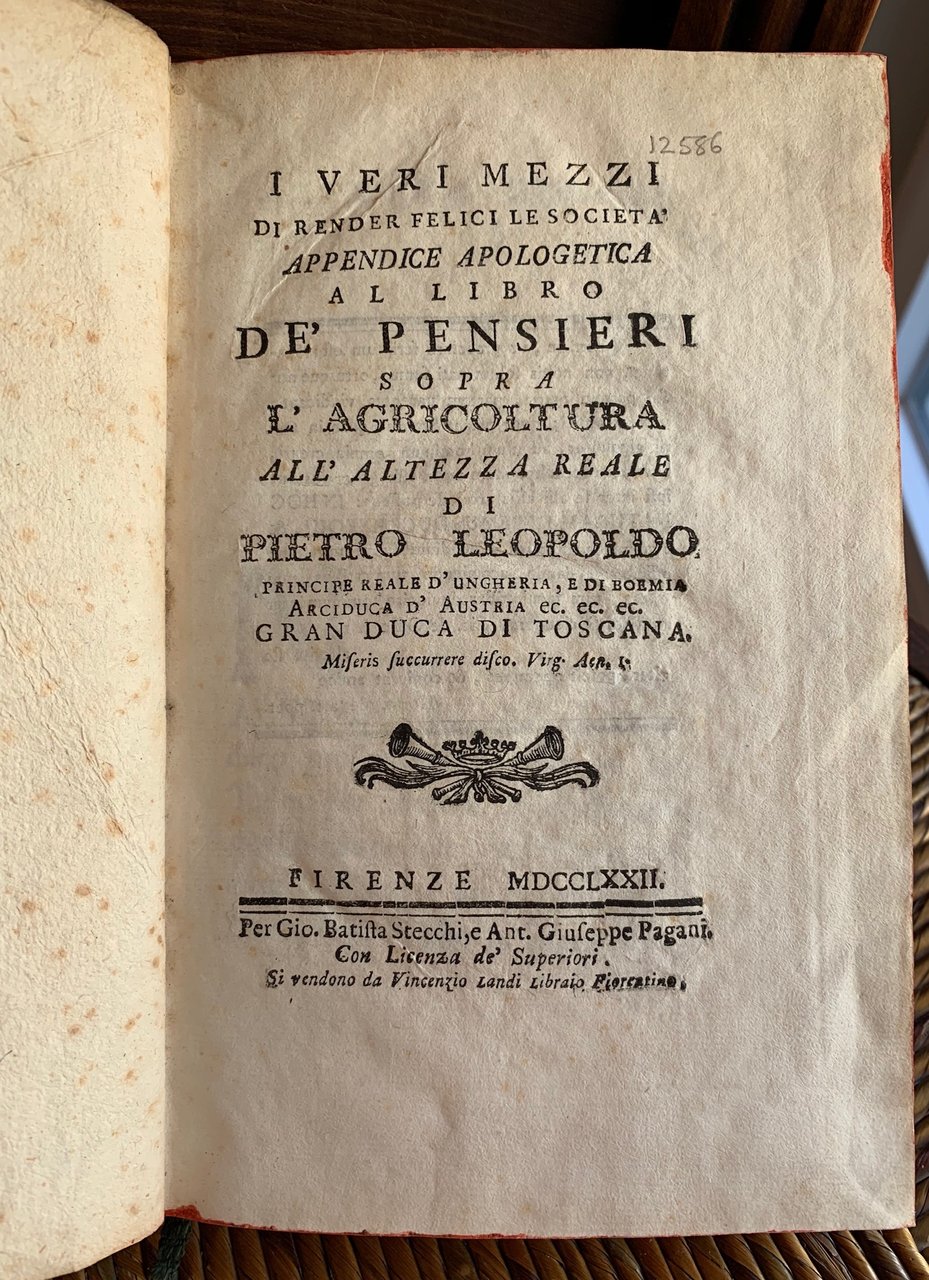 12586
I VERI MEZZI
DI RENDER FELICI LE SOCIETA'
APPENDICE APOLOGETICA
AL LIBRO
DE' PENSIERI
SOPRA
L' AGRICOLTURA
ALL' ALTEZZA REALE
DI
PIETRO LEOPOLDO
PRINCIPE REALE D' UNGHERIA, E DI BOEMIA
ARCIDUCA D' AUSTRIA ec. ec. ec.
GRAN DUCA DI TOSCANA.
Miſeris ſuccurrere diſco. Virg. Aen. I.
FIRENZE MDCCLXXII.
Per Gio. Batiſta Stecchi, e Ant. Giuſeppe Pagani.
Con Licenza de' Superiori.
Si vendono da Vincenzio Landi Libraio Fiorentino.